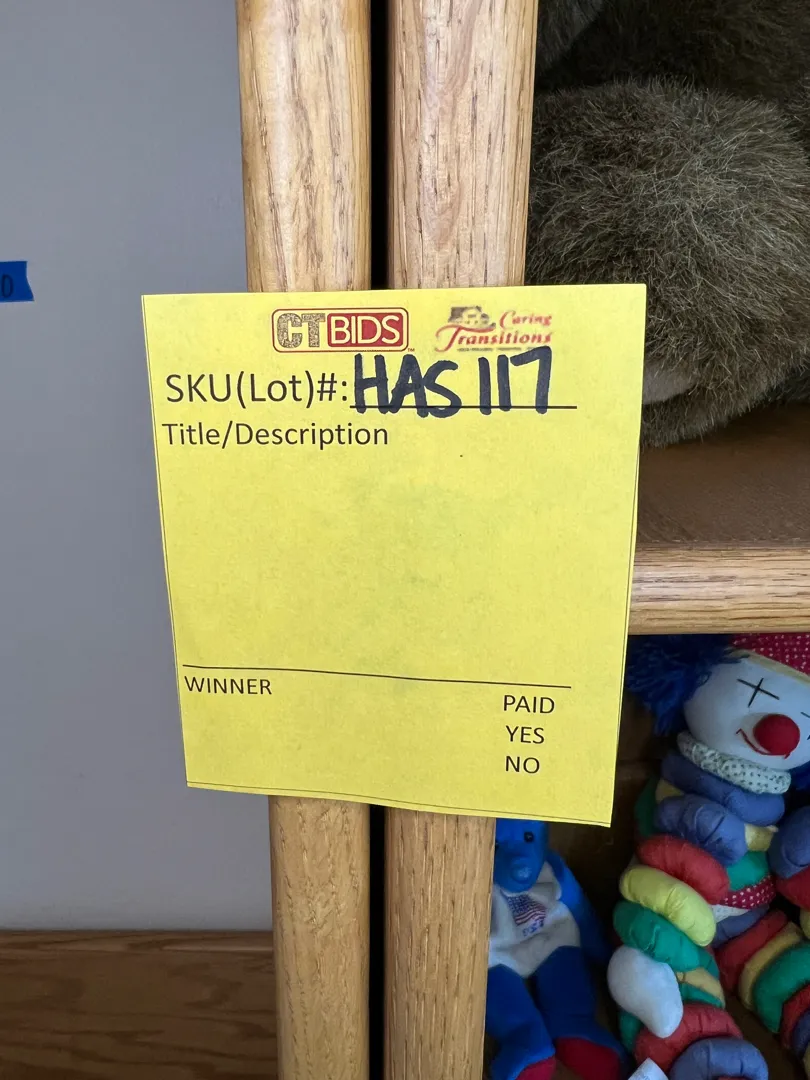 D
CTBIDS Caring
Transitions
SKU(Lot)#: HAS 117
Title/Description
WINNER
PAID
YES
NO